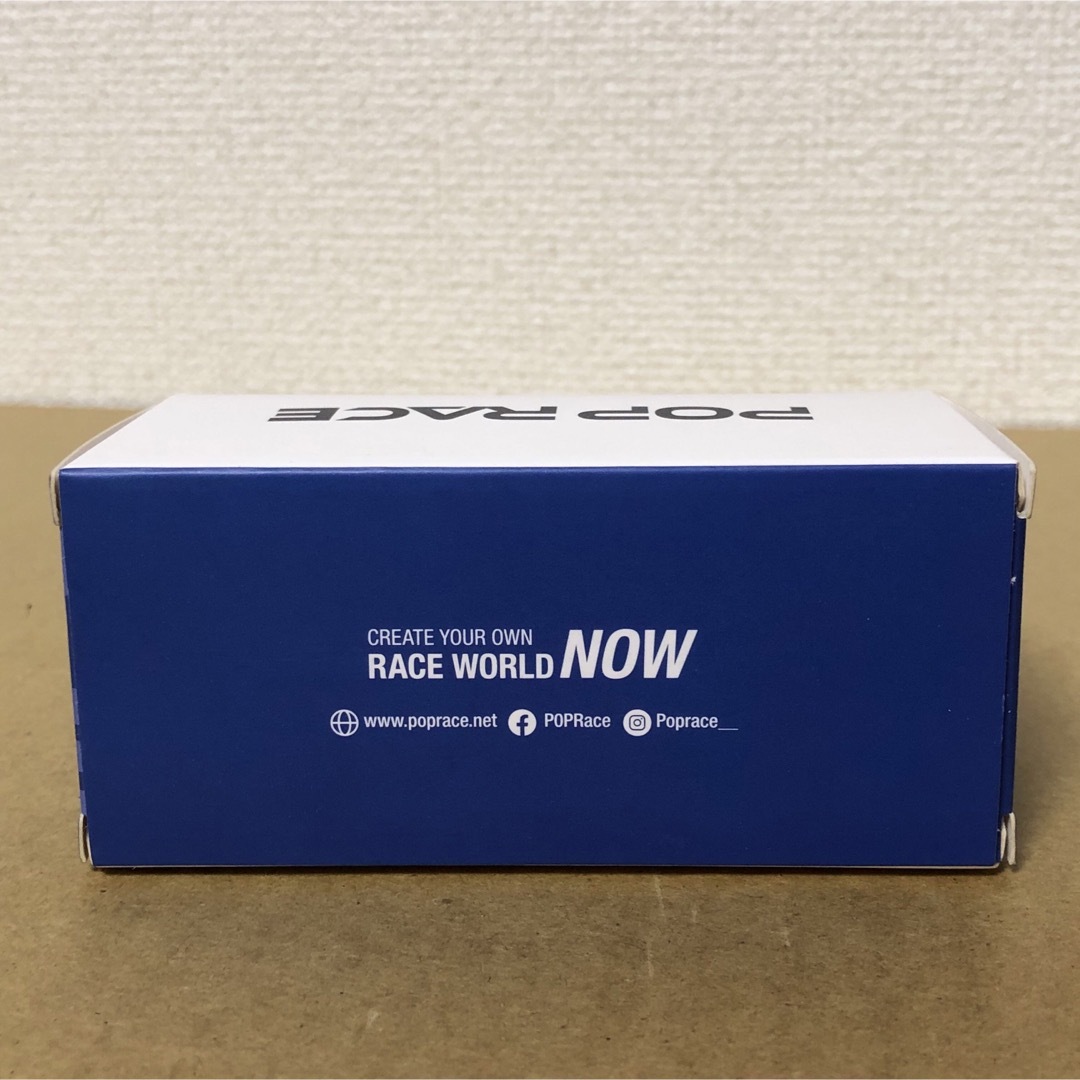 POP RACE
CREATE YOUR OWN
RACE WORLD NOW
www.poprace.net POPRace Poprace__